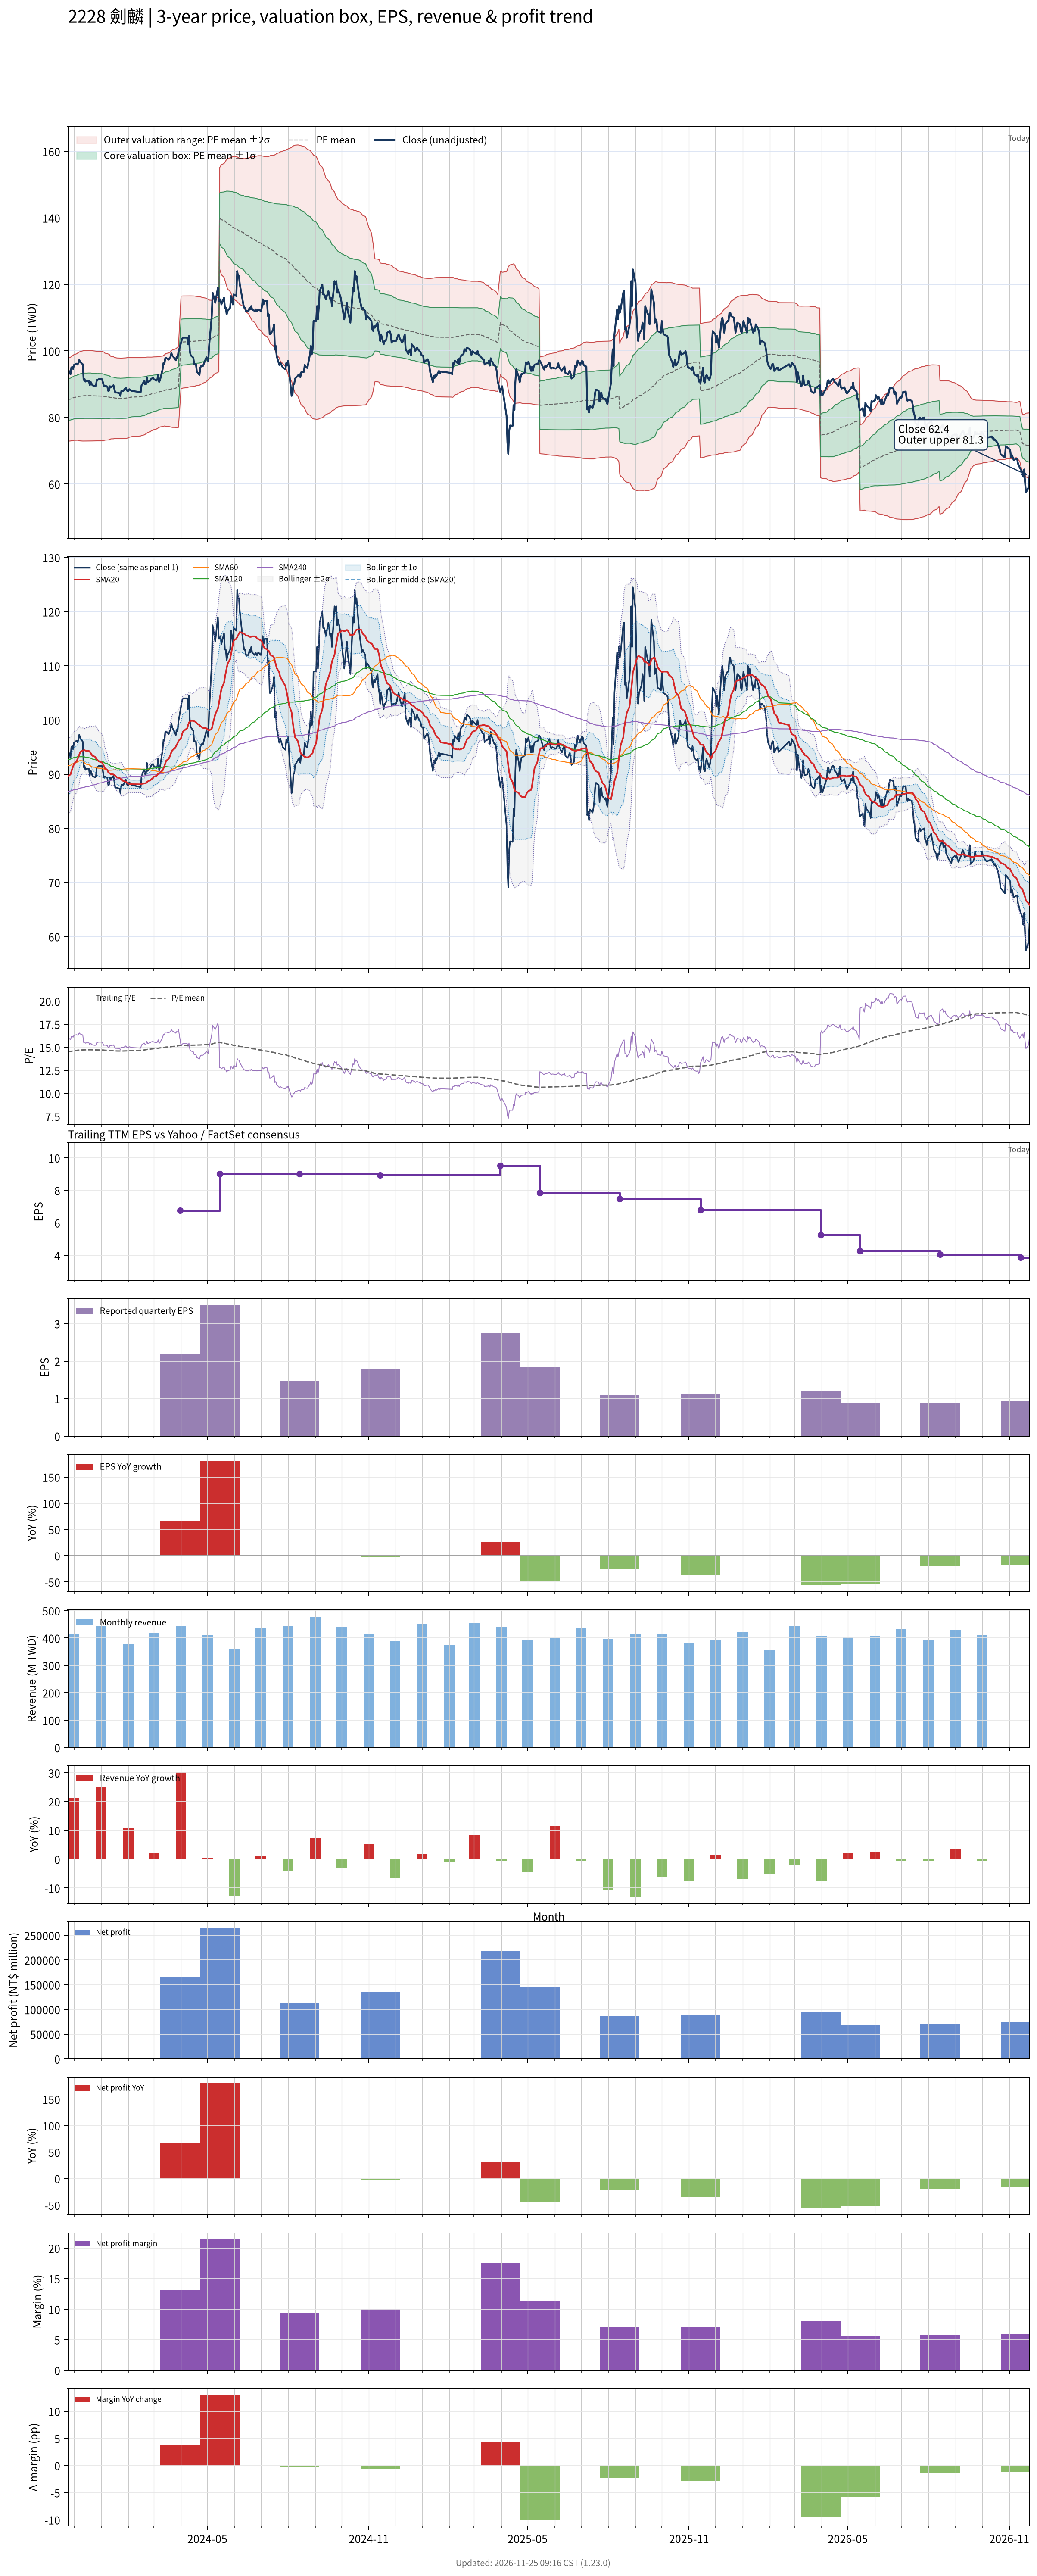 2228 劍麟 | 3-year price, valuation box, EPS, revenue & profit trend
Outer valuation range: PE mean ±2σ
Core valuation box: PE mean ±1σ
PE mean
Close (unadjusted)
Today
Price (TWD)
160
140
120
100
80
60
Close 62.4
Outer upper 81.3
Close (same as panel 1)
SMA20
SMA60
SMA120
SMA240
Bollinger ±2σ
Bollinger ±1σ
Bollinger middle (SMA20)
Price
130
120
110
100
90
80
70
60
Trailing P/E
P/E mean
P/E
20.0
17.5
15.0
12.5
10.0
7.5
Trailing TTM EPS vs Yahoo / FactSet consensus
Today
EPS
10
8
6
4
Reported quarterly EPS
EPS
3
2
1
0
EPS YoY growth
YoY (%)
150
100
50
0
-50
Monthly revenue
Revenue (M TWD)
500
400
300
200
100
0
Revenue YoY growth
YoY (%)
30
20
10
0
-10
Month
Net profit
Net profit (NT$ million)
250000
200000
150000
100000
50000
0
Net profit YoY
YoY (%)
150
100
50
0
-50
Net profit margin
Margin (%)
20
15
10
5
0
Margin YoY change
Δ margin (pp)
10
5
0
-5
-10
2024-05
2024-11
2025-05
2025-11
2026-05
2026-11
Updated: 2026-11-25 09:16 CST (1.23.0)